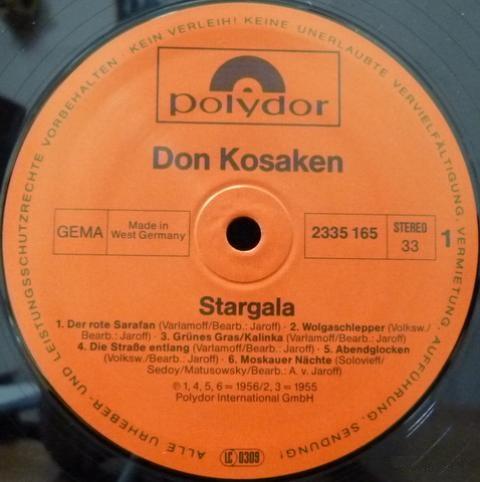 ALLE URHEBER- UND LEISTUNGSSCHUTZRECHTE VORBEHALTEN · KEIN VERLEIH! KEINE UNERLAUBTE VERVIELFÄLTIGUNG, VERMIETUNG, AUFFÜHRUNG, SENDUNG!
polydor
Don Kosaken
GEMA
Made in
West Germany
2335 165
STEREO
33
1
Stargala
1. Der rote Sarafan (Varlamoff/Bearb.: Jaroff) · 2. Wolgaschlepper (Volksw./
Bearb.: Jaroff) · 3. Grünes Gras/Kalinka (Varlamoff/Bearb.: Jaroff)
4. Die Straße entlang (Varlamoff/Bearb.: Jaroff) · 5. Abendglocken
(Volksw./Bearb.: Jaroff) · 6. Moskauer Nächte (Solovieff/
Sedoy/Matusowsky/Bearb.: A. v. Jaroff)
℗ 1, 4, 5, 6 = 1956/2, 3 = 1955
Polydor International GmbH
LC 0309